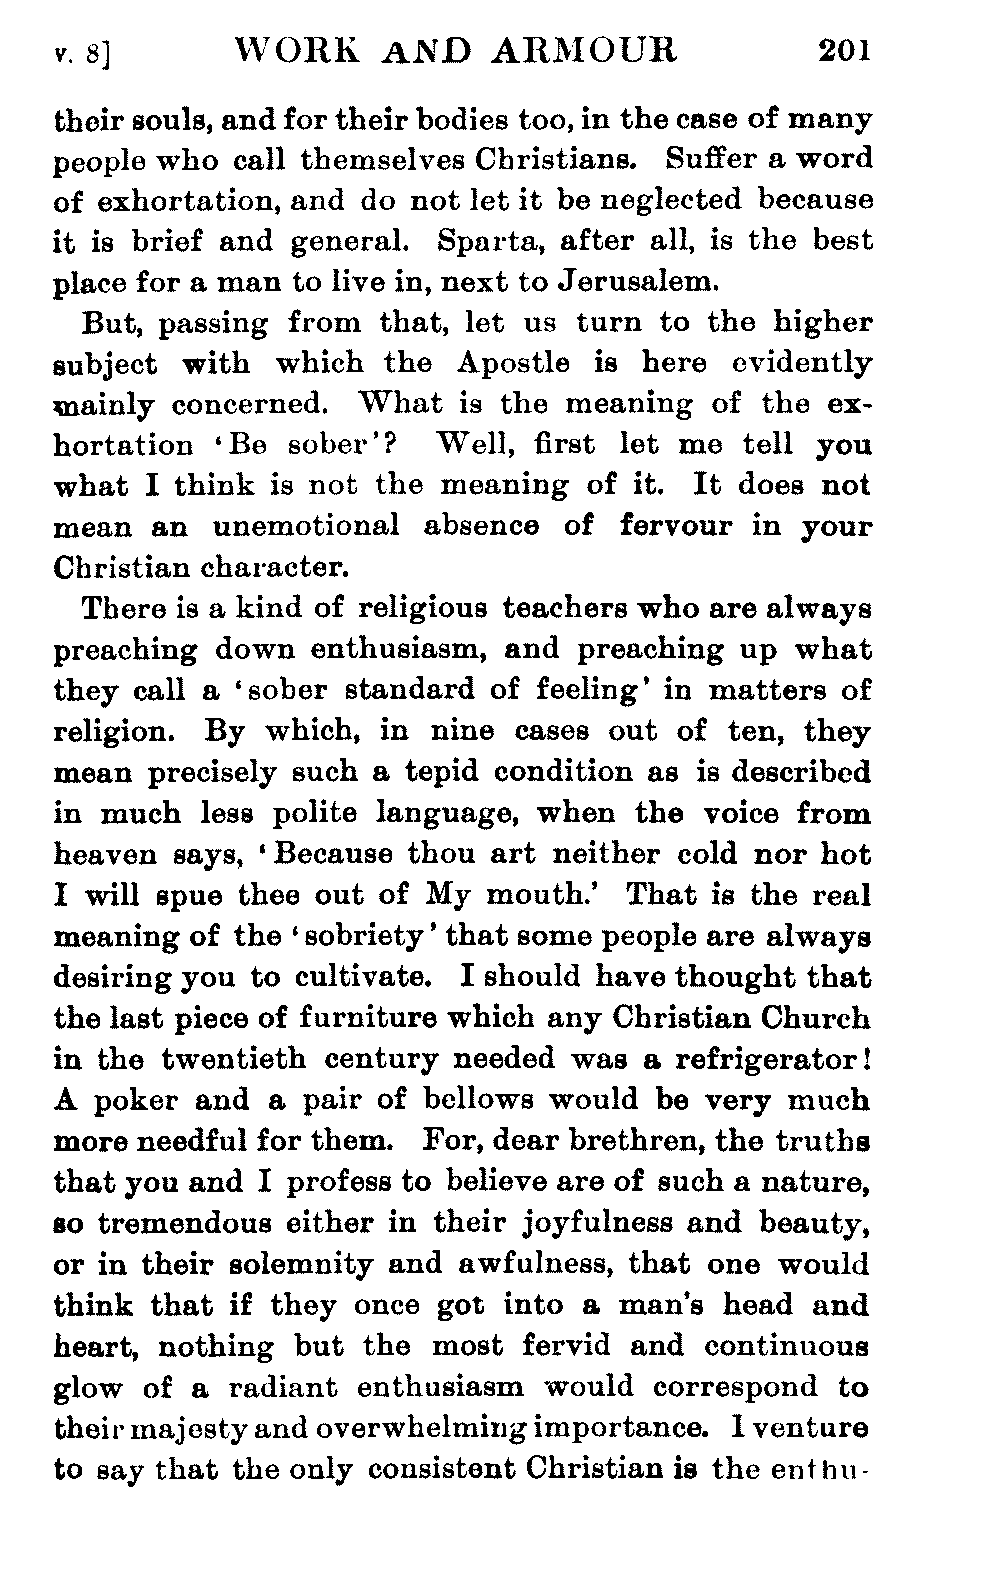 v. 8] WORK AND ARMOUR 201
their souls, and for their bodies too, in the case of many
people who call themselves Christians. Suffer a word
of exhortation, and do not let it be neglected because
it is brief and general. Sparta, after all, is the best
place for a man to live in, next to Jerusalem.
But, passing from that, let us turn to the higher
subject with which the Apostle is here evidently
mainly concerned. What is the meaning of the ex-
hortation ‘Be sober’? Well, first let me tell you
what I think is not the meaning of it. It does not
mean an unemotional absence of fervour in your
Christian character.
There is a kind of religious teachers who are always
preaching down enthusiasm, and preaching up what
they call a ‘sober standard of feeling’ in matters of
religion. By which, in nine cases out of ten, they
mean precisely such a tepid condition as is described
in much less polite language, when the voice from
heaven says, ‘Because thou art neither cold nor hot
I will spue thee out of My mouth.’ That is the real
meaning of the ‘sobriety’ that some people are always
desiring you to cultivate. I should have thought that
the last piece of furniture which any Christian Church
in the twentieth century needed was a refrigerator!
A poker and a pair of bellows would be very much
more needful for them. For, dear brethren, the truths
that you and I profess to believe are of such a nature,
so tremendous either in their joyfulness and beauty,
or in their solemnity and awfulness, that one would
think that if they once got into a man's head and
heart, nothing but the most fervid and continuous
glow of a radiant enthusiasm would correspond to
their majesty and overwhelming importance. I venture
to say that the only consistent Christian is the enthu-